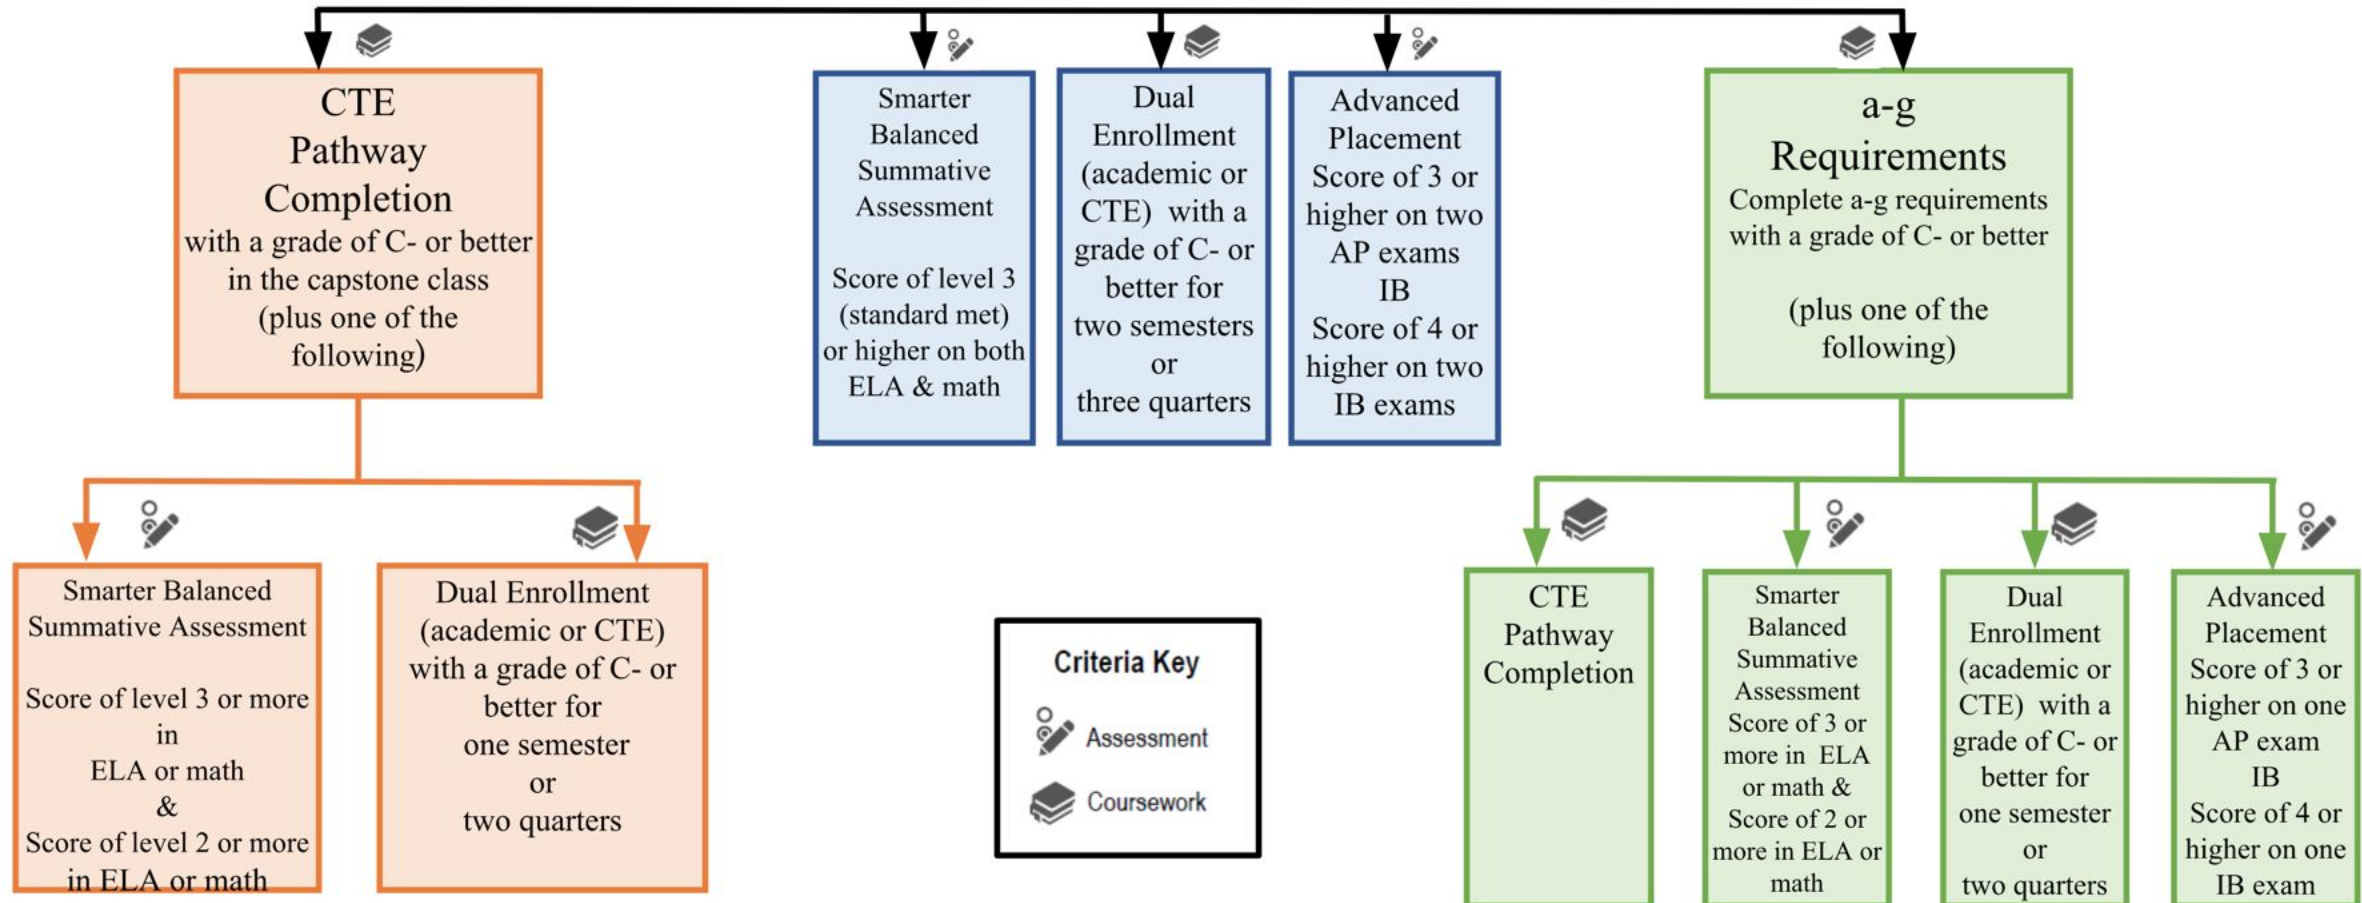 CTE
Pathway
Completion
with a grade of C- or better
in the capstone class
(plus one of the
following)
Smarter
Balanced
Summative
Assessment
Score of level 3
(standard met)
or higher on both
ELA & math
Dual
Enrollment
(academic or
CTE) with a
grade of C- or
better for
two semesters
or
three quarters
Advanced
Placement
Score of 3 or
higher on two
AP exams
IB
Score of 4 or
higher on two
IB exams
a-g
Requirements
Complete a-g requirements
with a grade of C- or better
(plus one of the
following)
Smarter Balanced
Summative Assessment
Score of level 3 or more
in
ELA or math
&
Score of level 2 or more
in ELA or math
Dual Enrollment
(academic or CTE)
with a grade of C- or
better for
one semester
or
two quarters
Criteria Key
Assessment
Coursework
CTE
Pathway
Completion
Smarter
Balanced
Summative
Assessment
Score of 3 or
more in ELA
or math &
Score of 2 or
more in ELA or
math
Dual
Enrollment
(academic or
CTE) with a
grade of C- or
better for
one semester
or
two quarters
Advanced
Placement
Score of 3 or
higher on one
AP exam
IB
Score of 4 or
higher on one
IB exam